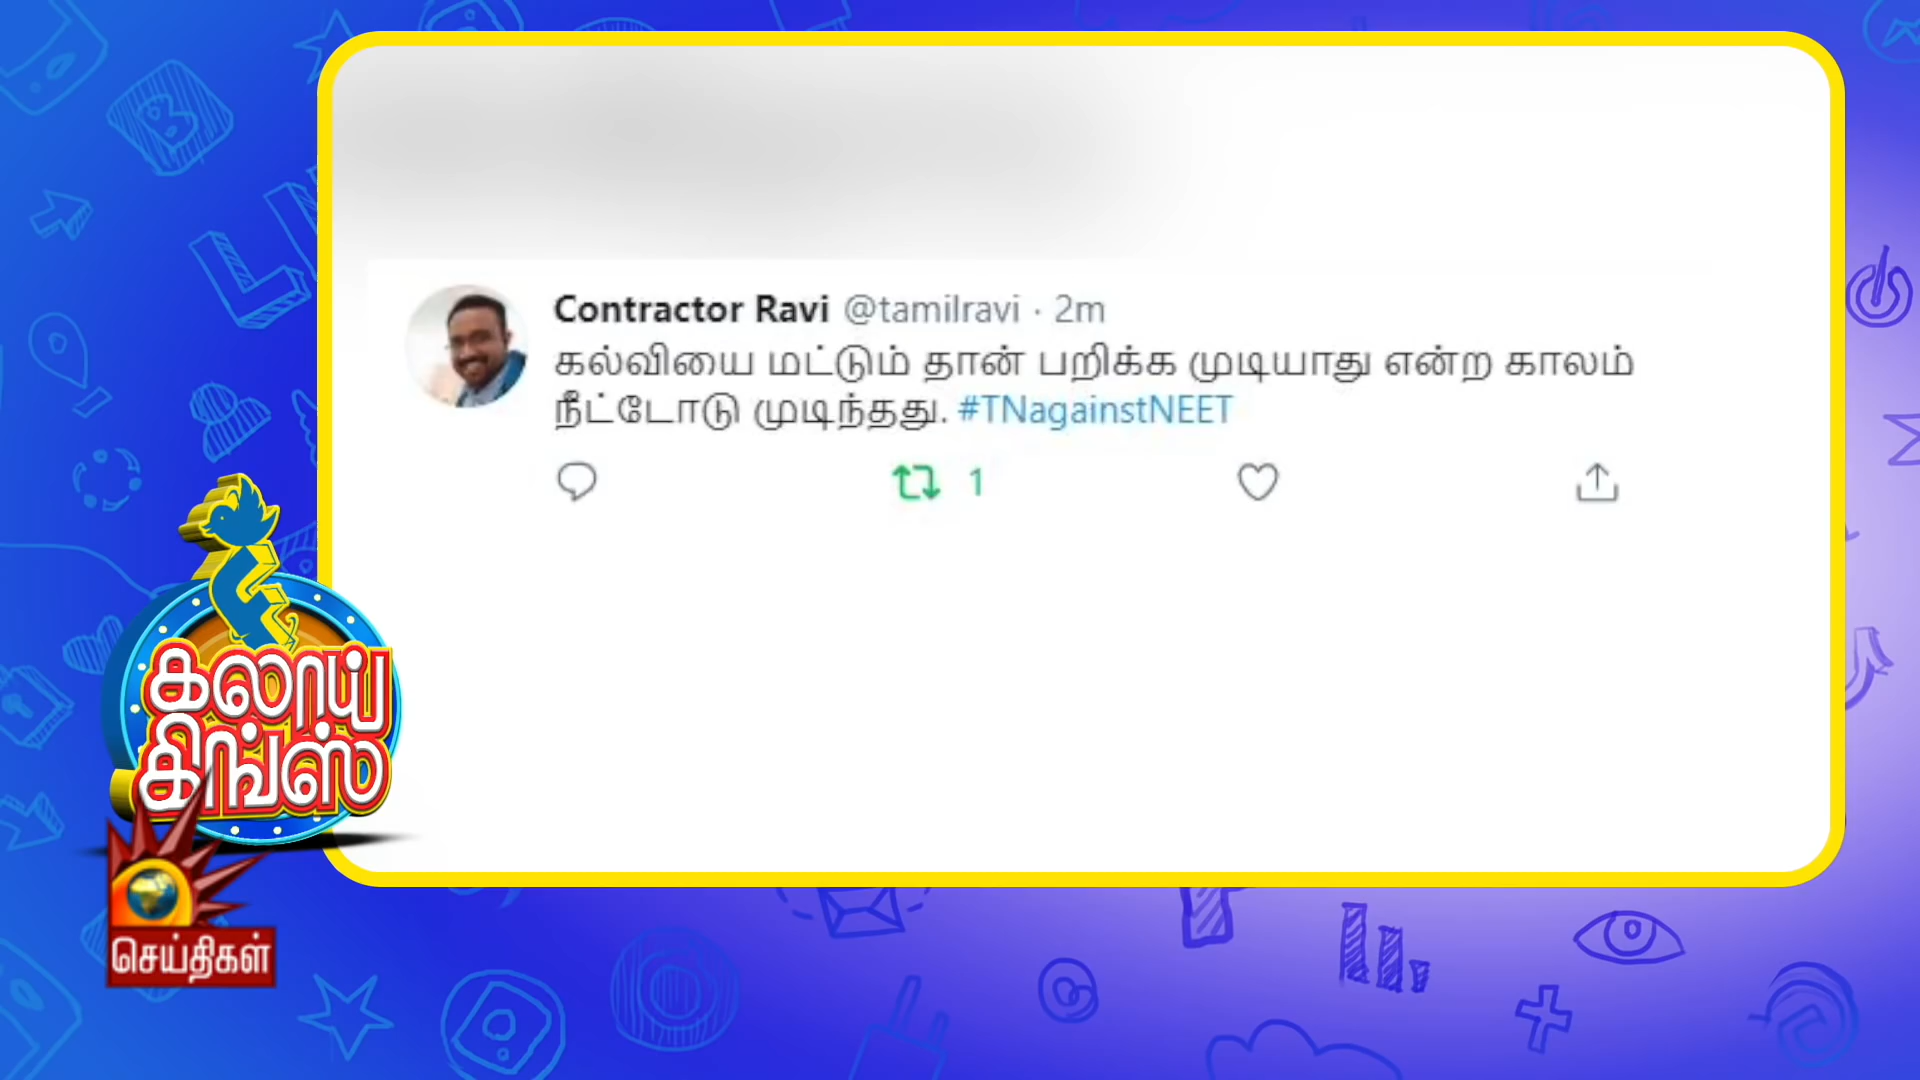 Contractor Ravi @tamilravi · 2m
கல்வியை மட்டும் தான் பறிக்க முடியாது என்ற காலம்
நீட்டோடு முடிந்தது. #TNagainstNEET
1
கலாய்
கிங்ஸ்
செய்திகள்